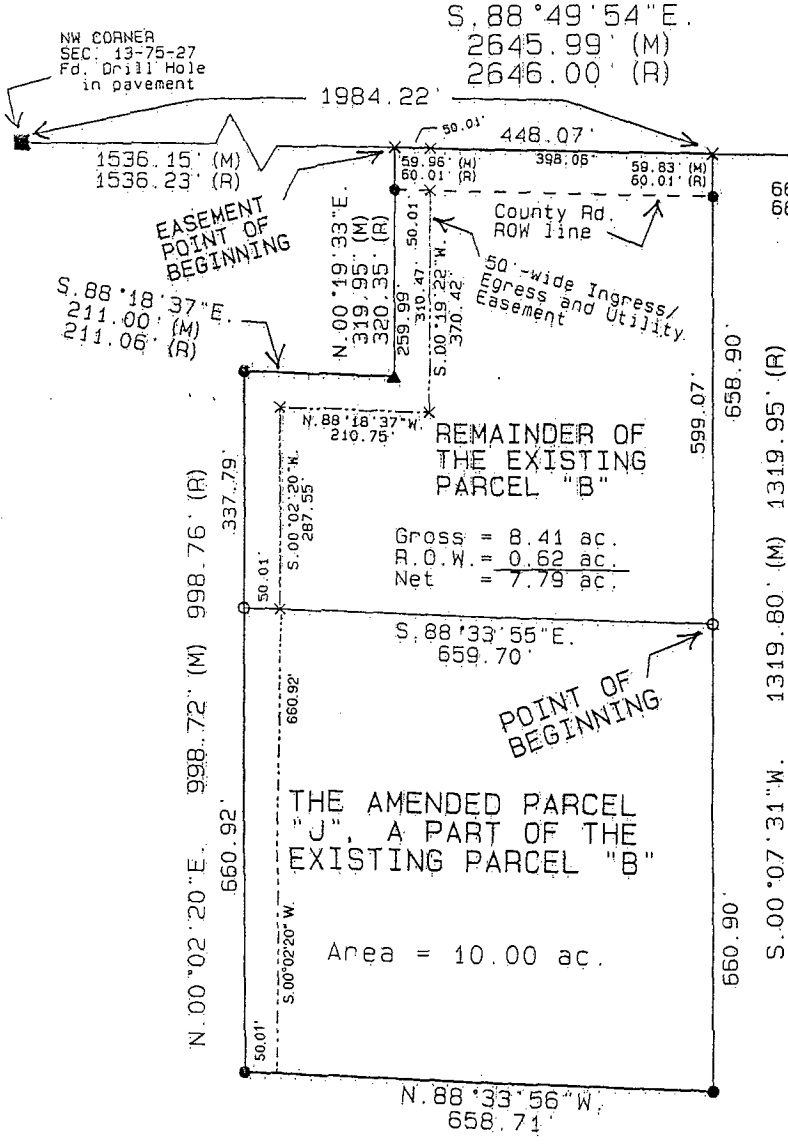 S.88°49'54"E.
2645.99' (M)
2646.00' (R)
NW CORNER
SEC. 13-75-27
Fd. Drill Hole
in pavement
1984.22'
50.01'
448.07'
1536.15' (M)
1536.23' (R)
59.96' (M)
60.01' (R)
398.06'
59.83' (M)
60.01' (R)
EASEMENT
POINT OF
BEGINNING
N.00°19'33"E.
319.95' (M)
320.35' (R)
259.99'
50.01
310.47'
S.00°19'22"W.
370.42'
County Rd.
ROW line
50'-wide Ingress/
Egress and Utility
Easement
S.88°18'37"E.
211.00' (M)
211.06' (R)
N.88°18'37"W.
210.75'
REMAINDER OF
THE EXISTING
PARCEL "B"
Gross = 8.41 ac.
R.O.W.= 0.62 ac.
Net = 7.79 ac.
599.07'
658.90'
337.79'
50.01'
S.00°02'20"W.
287.55'
S.88°33'55"E.
659.70'
POINT OF
BEGINNING
660.92'
THE AMENDED PARCEL
"J", A PART OF THE
EXISTING PARCEL "B"
Area = 10.00 ac.
660.92'
S.00°02'20" W.
50.01'
N.00°02'20"E. 998.72' (M) 998.76' (R)
660.90'
S.00°07'31"W. 1319.80' (M) 1319.95' (R)
N.88°33'56"W.
658.71'